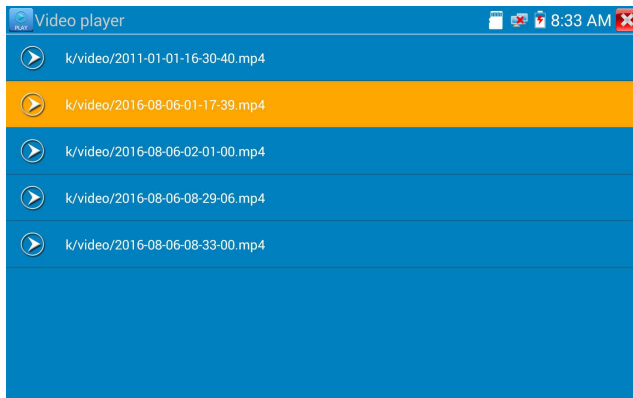 PLAY
Video player
8:33 AM
k/video/2011-01-01-16-30-40.mp4
k/video/2016-08-06-01-17-39.mp4
k/video/2016-08-06-02-01-00.mp4
k/video/2016-08-06-08-29-06.mp4
k/video/2016-08-06-08-33-00.mp4